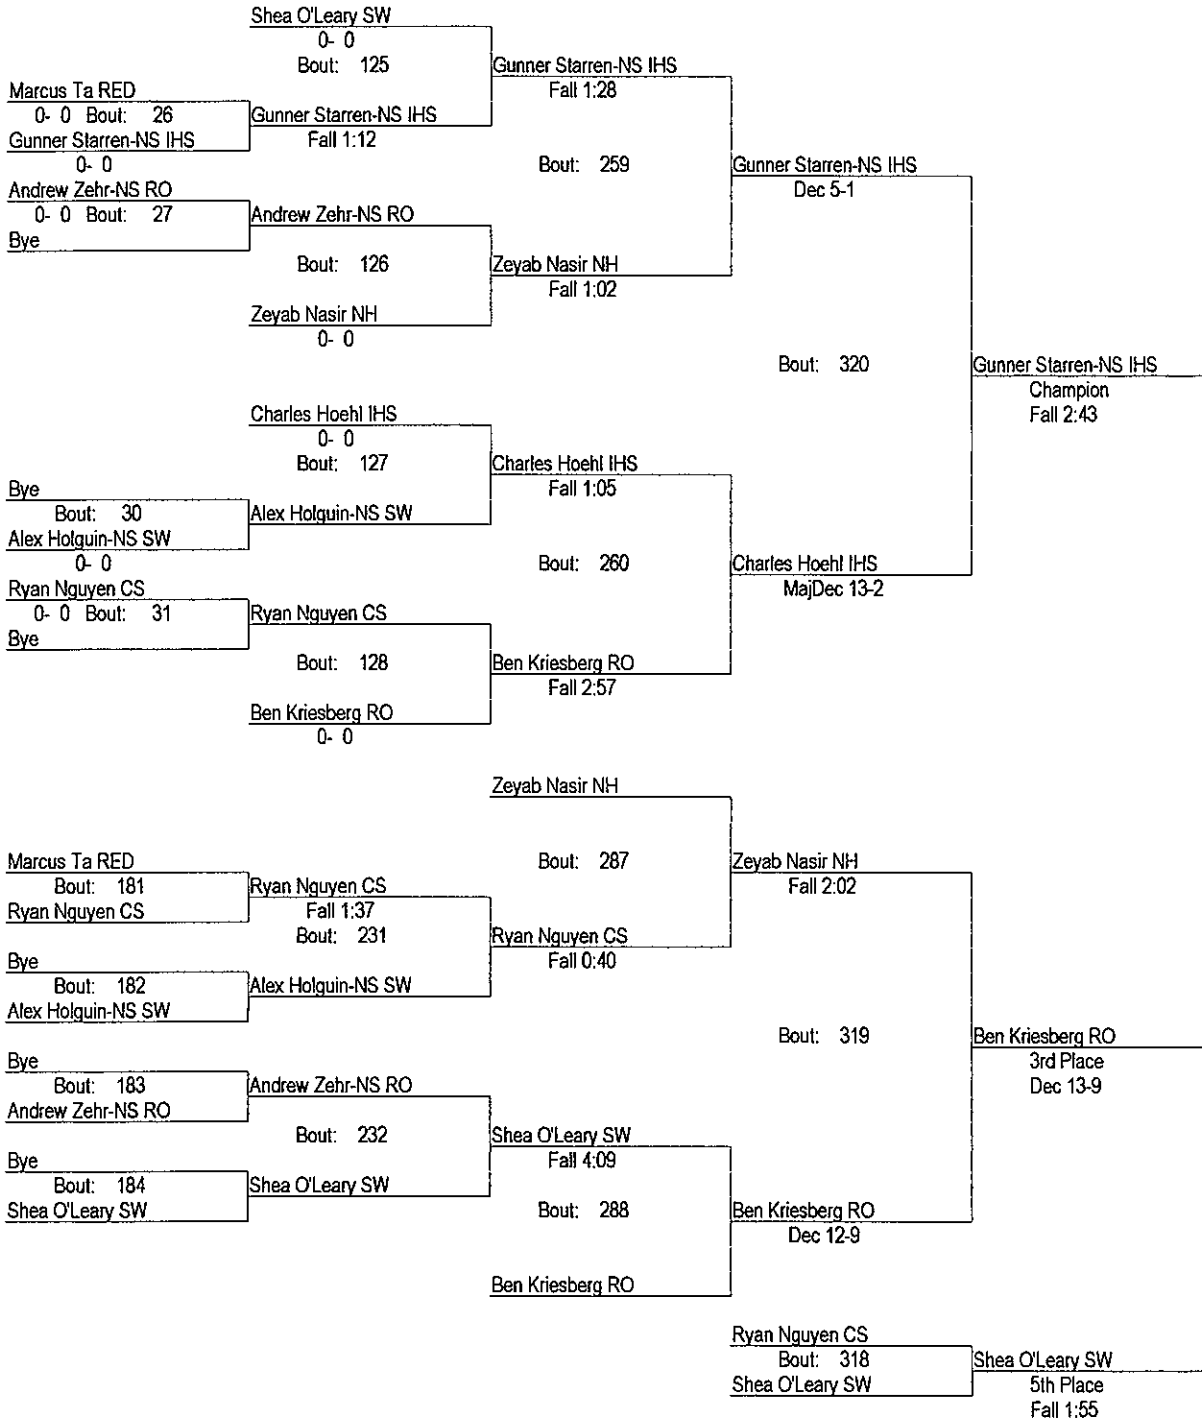 Shea O'Leary SW
0- 0
Bout: 125
Gunner Starren-NS IHS
Fall 1:28
Marcus Ta RED
0- 0 Bout: 26
Gunner Starren-NS IHS
Fall 1:12
Gunner Starren-NS IHS
0- 0
Bout: 259
Gunner Starren-NS IHS
Dec 5-1
Andrew Zehr-NS RO
0- 0 Bout: 27
Andrew Zehr-NS RO
Bye
Bout: 126
Zeyab Nasir NH
Fall 1:02
Zeyab Nasir NH
0- 0
Bout: 320
Gunner Starren-NS IHS
Champion
Fall 2:43
Charles Hoehl IHS
0- 0
Bout: 127
Charles Hoehl IHS
Fall 1:05
Bye
Bout: 30
Alex Holguin-NS SW
Alex Holguin-NS SW
0- 0
Bout: 260
Charles Hoehl IHS
MajDec 13-2
Ryan Nguyen CS
0- 0 Bout: 31
Ryan Nguyen CS
Bye
Bout: 128
Ben Kriesberg RO
Fall 2:57
Ben Kriesberg RO
0- 0
Zeyab Nasir NH
Bout: 287
Zeyab Nasir NH
Fall 2:02
Marcus Ta RED
Bout: 181
Ryan Nguyen CS
Fall 1:37
Ryan Nguyen CS
Bout: 231
Ryan Nguyen CS
Fall 0:40
Bye
Bout: 182
Alex Holguin-NS SW
Alex Holguin-NS SW
Bout: 319
Ben Kriesberg RO
3rd Place
Dec 13-9
Bye
Bout: 183
Andrew Zehr-NS RO
Andrew Zehr-NS RO
Bout: 232
Shea O'Leary SW
Fall 4:09
Bye
Bout: 184
Shea O'Leary SW
Shea O'Leary SW
Bout: 288
Ben Kriesberg RO
Dec 12-9
Ben Kriesberg RO
Ryan Nguyen CS
Bout: 318
Shea O'Leary SW
Shea O'Leary SW
5th Place
Fall 1:55